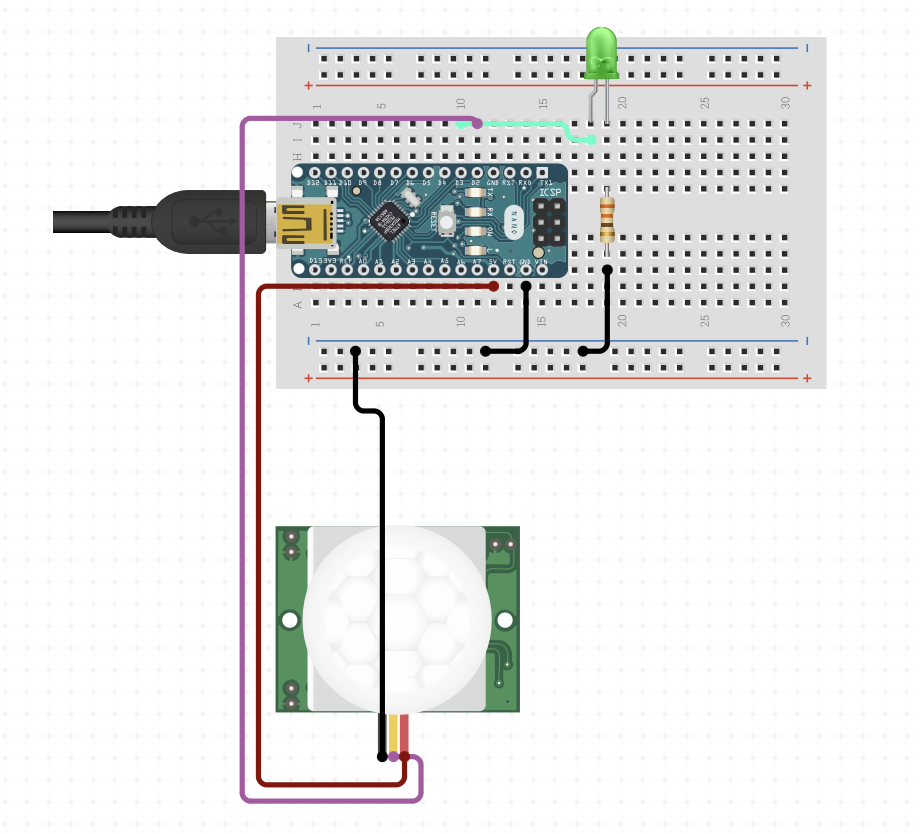 1 5 10 15 20 25 30
J
I
H
D12 D11 D10 D9 D8 D7 D6 D5 D4 D3 D2 GND RST RX0 TX1
ICSP
RESET
NANO
D13 3V3 REF A0 A1 A2 A3 A4 A5 A6 A7 5V RST GND VIN
A
1 5 10 15 20 25 30